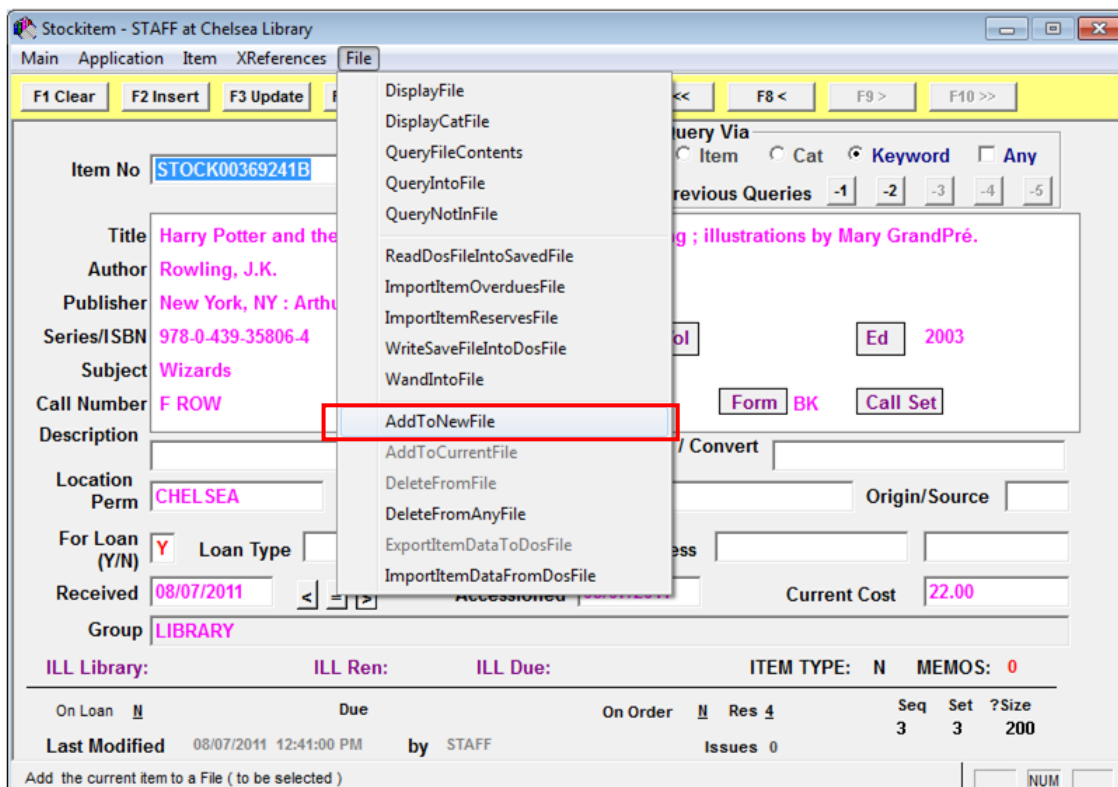 Stockitem - STAFF at Chelsea Library
Main Application Item XReferences File
F1 Clear F2 Insert F3 Update << F8 < F9 > F10 >>
DisplayFile
DisplayCatFile
QueryFileContents
QueryIntoFile
QueryNotInFile
ReadDosFileIntoSavedFile
ImportItemOverduesFile
ImportItemReservesFile
WriteSaveFileIntoDosFile
WandIntoFile
AddToNewFile
AddToCurrentFile
DeleteFromFile
DeleteFromAnyFile
ExportItemDataToDosFile
ImportItemDataFromDosFile
uery Via
Item No STOCK00369241B Item Cat Keyword Any
revious Queries -1 -2 -3 -4 -5
Title Harry Potter and the g ; illustrations by Mary GrandPré.
Author Rowling, J.K.
Publisher New York, NY : Arthu
Series/ISBN 978-0-439-35806-4 ol Ed 2003
Subject Wizards
Call Number F ROW Form BK Call Set
Description / Convert
Location
Perm CHELSEA Origin/Source
For Loan
(Y/N) Y Loan Type ess
Received 08/07/2011 < = > Accessioned Current Cost 22.00
Group LIBRARY
ILL Library: ILL Ren: ILL Due: ITEM TYPE: N MEMOS: 0
On Loan N Due On Order N Res 4 Seq Set ?Size
3 3 200
Last Modified 08/07/2011 12:41:00 PM by STAFF Issues 0
Add the current item to a File ( to be selected ) NUM